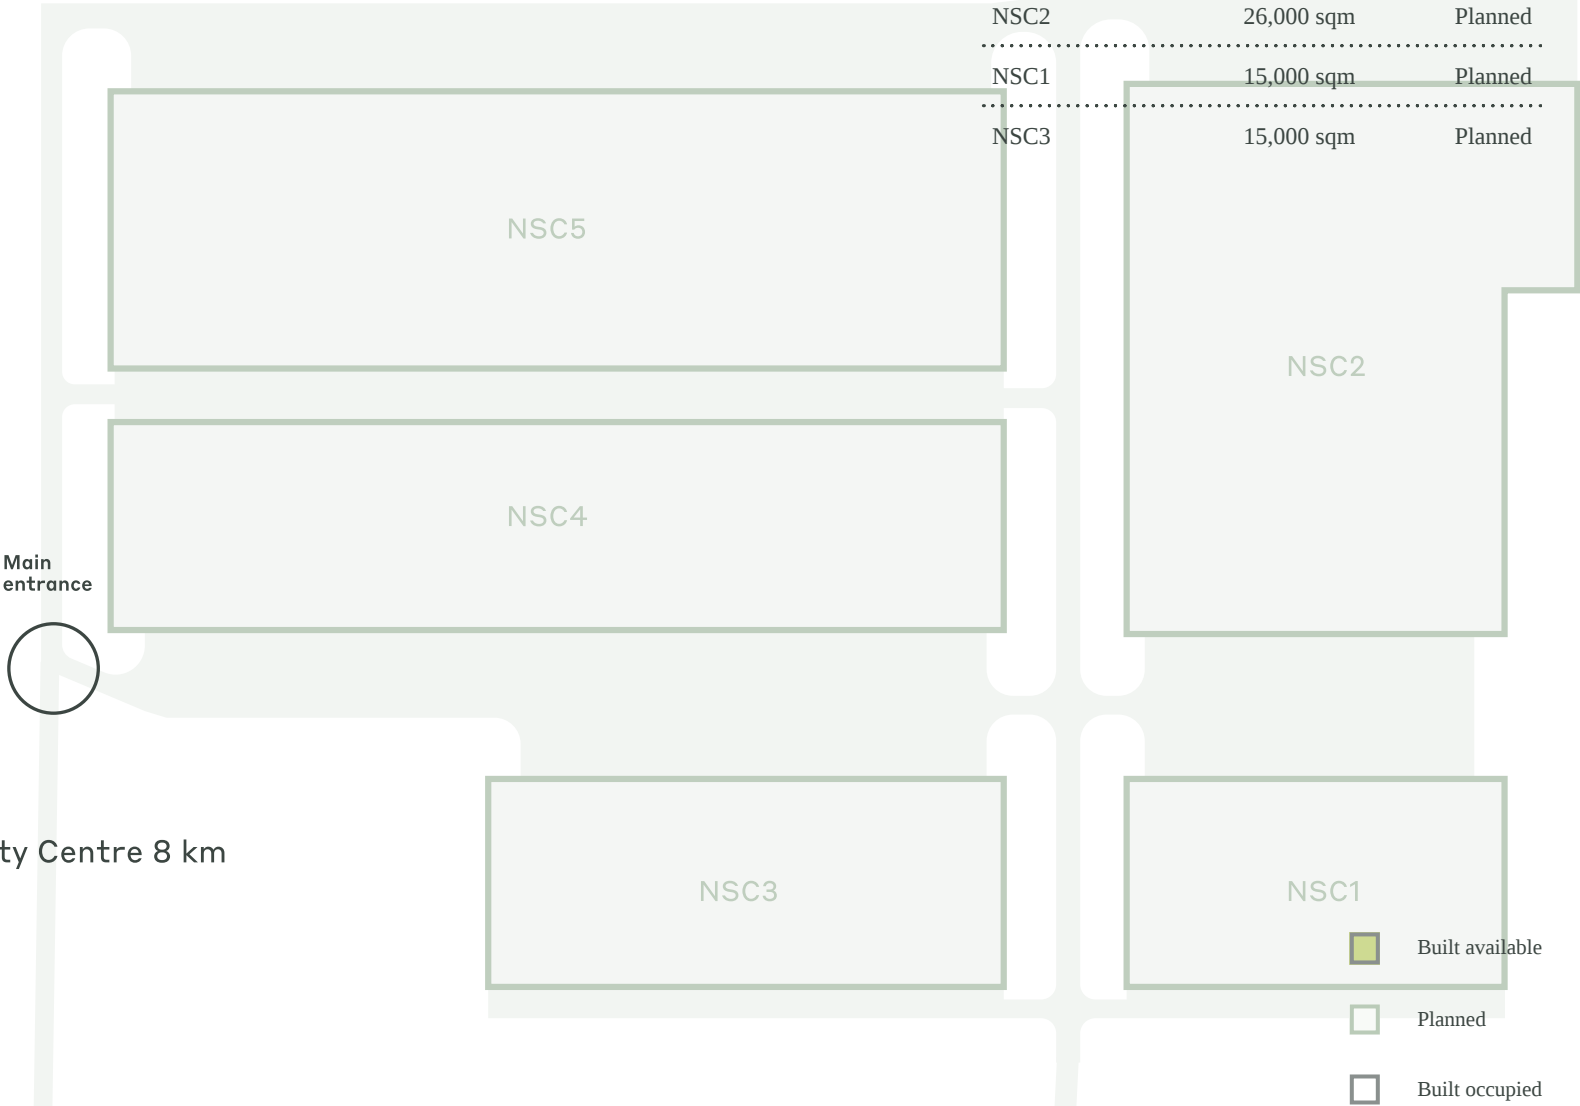 NSC2 26,000 sqm Planned
NSC1 15,000 sqm Planned
NSC3 15,000 sqm Planned
NSC5
NSC2
NSC4
Main
entrance
ty Centre 8 km
NSC3
NSC1
Built available
Planned
Built occupied